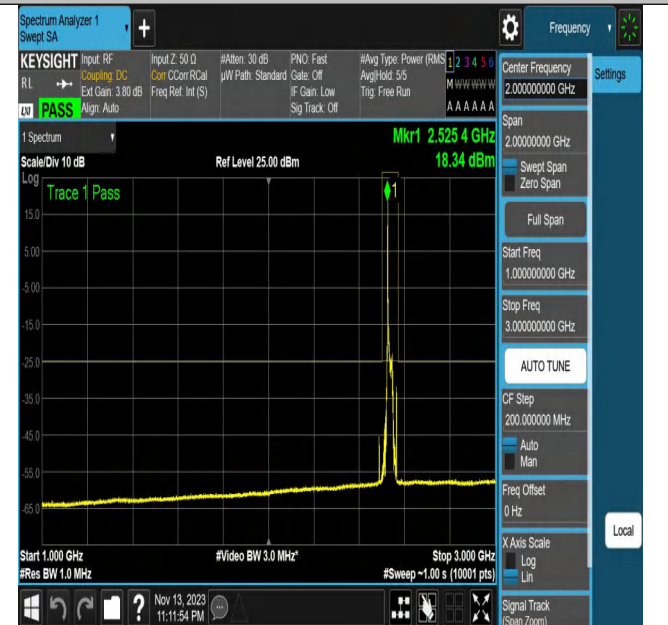 Spectrum Analyzer 1
Swept SA
Frequency
KEYSIGHT
RL
LXI PASS
Input: RF
Coupling: DC
Ext Gain: 3.80 dB
Align: Auto
Input Z: 50 Ω
Corr CCorr RCal
Freq Ref: Int (S)
#Atten: 30 dB
µW Path: Standard
PNO: Fast
Gate: Off
IF Gain: Low
Sig Track: Off
#Avg Type: Power (RMS
Avg|Hold: 5/5
Trig: Free Run
1 2 3 4 5 6
M W W W W W
A A A A A A
Center Frequency
2.00000000 GHz
Settings
1 Spectrum
Mkr1 2.525 4 GHz
Scale/Div 10 dB
Ref Level 25.00 dBm
18.34 dBm
Span
2.00000000 GHz
Swept Span
Zero Span
Log
Trace 1 Pass
1
15.0
5.00
-5.00
-15.0
-25.0
-35.0
-45.0
-55.0
-65.0
Full Span
Start Freq
1.000000000 GHz
Stop Freq
3.000000000 GHz
AUTO TUNE
CF Step
200.000000 MHz
Auto
Man
Freq Offset
0 Hz
X Axis Scale
Log
Lin
Local
Signal Track
(Span Zoom)
Start 1.000 GHz
#Video BW 3.0 MHz*
Stop 3.000 GHz
#Res BW 1.0 MHz
#Sweep ~1.00 s (10001 pts)
?
Nov 13, 2023
11:11:54 PM